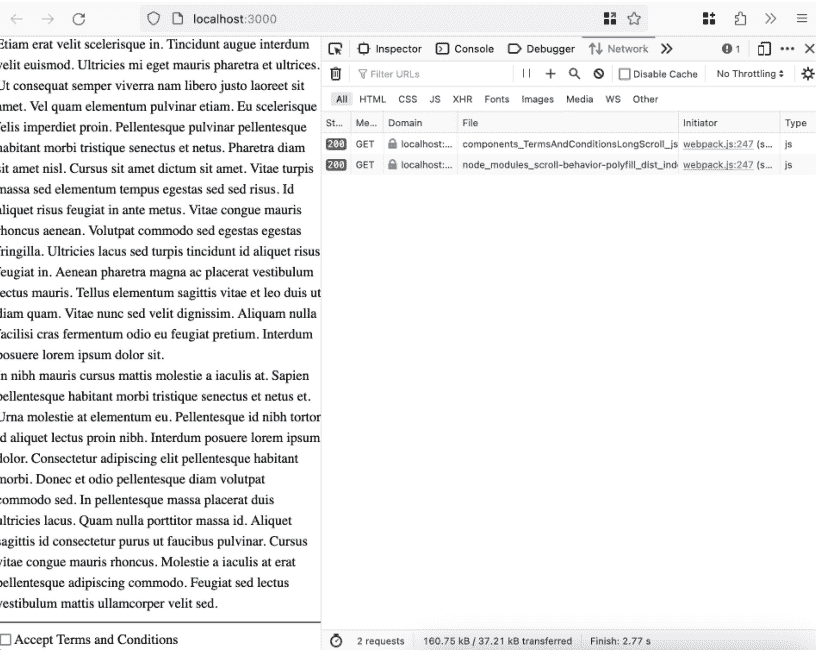 localhost:3000
Etiam erat velit scelerisque in. Tincidunt augue interdum
velit euismod. Ultricies mi eget mauris pharetra et ultrices.
Ut consequat semper viverra nam libero justo laoreet sit
amet. Vel quam elementum pulvinar etiam. Eu scelerisque
felis imperdiet proin. Pellentesque pulvinar pellentesque
habitant morbi tristique senectus et netus. Pharetra diam
sit amet nisl. Cursus sit amet dictum sit amet. Vitae turpis
massa sed elementum tempus egestas sed sed risus. Id
aliquet risus feugiat in ante metus. Vitae congue mauris
rhoncus aenean. Volutpat commodo sed egestas egestas
fringilla. Ultricies lacus sed turpis tincidunt id aliquet risus
feugiat in. Aenean pharetra magna ac placerat vestibulum
lectus mauris. Tellus elementum sagittis vitae et leo duis ut
diam quam. Vitae nunc sed velit dignissim. Aliquam nulla
facilisi cras fermentum odio eu feugiat pretium. Interdum
posuere lorem ipsum dolor sit.
In nibh mauris cursus mattis molestie a iaculis at. Sapien
pellentesque habitant morbi tristique senectus et netus et.
Urna molestie at elementum eu. Pellentesque id nibh tortor
id aliquet lectus proin nibh. Interdum posuere lorem ipsum
dolor. Consectetur adipiscing elit pellentesque habitant
morbi. Donec et odio pellentesque diam volutpat
commodo sed. In pellentesque massa placerat duis
ultricies lacus. Quam nulla porttitor massa id. Aliquet
sagittis id consectetur purus ut faucibus pulvinar. Cursus
vitae congue mauris rhoncus. Molestie a iaculis at erat
pellentesque adipiscing commodo. Feugiat sed lectus
vestibulum mattis ullamcorper velit sed.
Accept Terms and Conditions
Inspector Console Debugger Network 1
Filter URLs Disable Cache No Throttling
All HTML CSS JS XHR Fonts Images Media WS Other
St... Me... Domain File Initiator Type
200 GET localhost:... components_TermsAndConditionsLongScroll_js webpack.js:247 (s... js
200 GET localhost:... node_modules_scroll-behavior-polyfill_dist_ind webpack.js:247 (s... js
2 requests 160.75 kB / 37.21 kB transferred Finish: 2.77 s